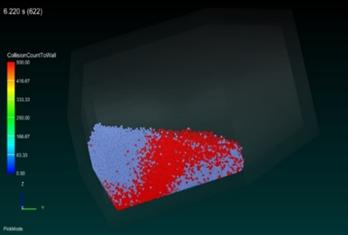 6.220 s (622)
CollisionCountToWall
500.00
416.67
333.33
250.00
166.67
83.33
0.00
Z
Y